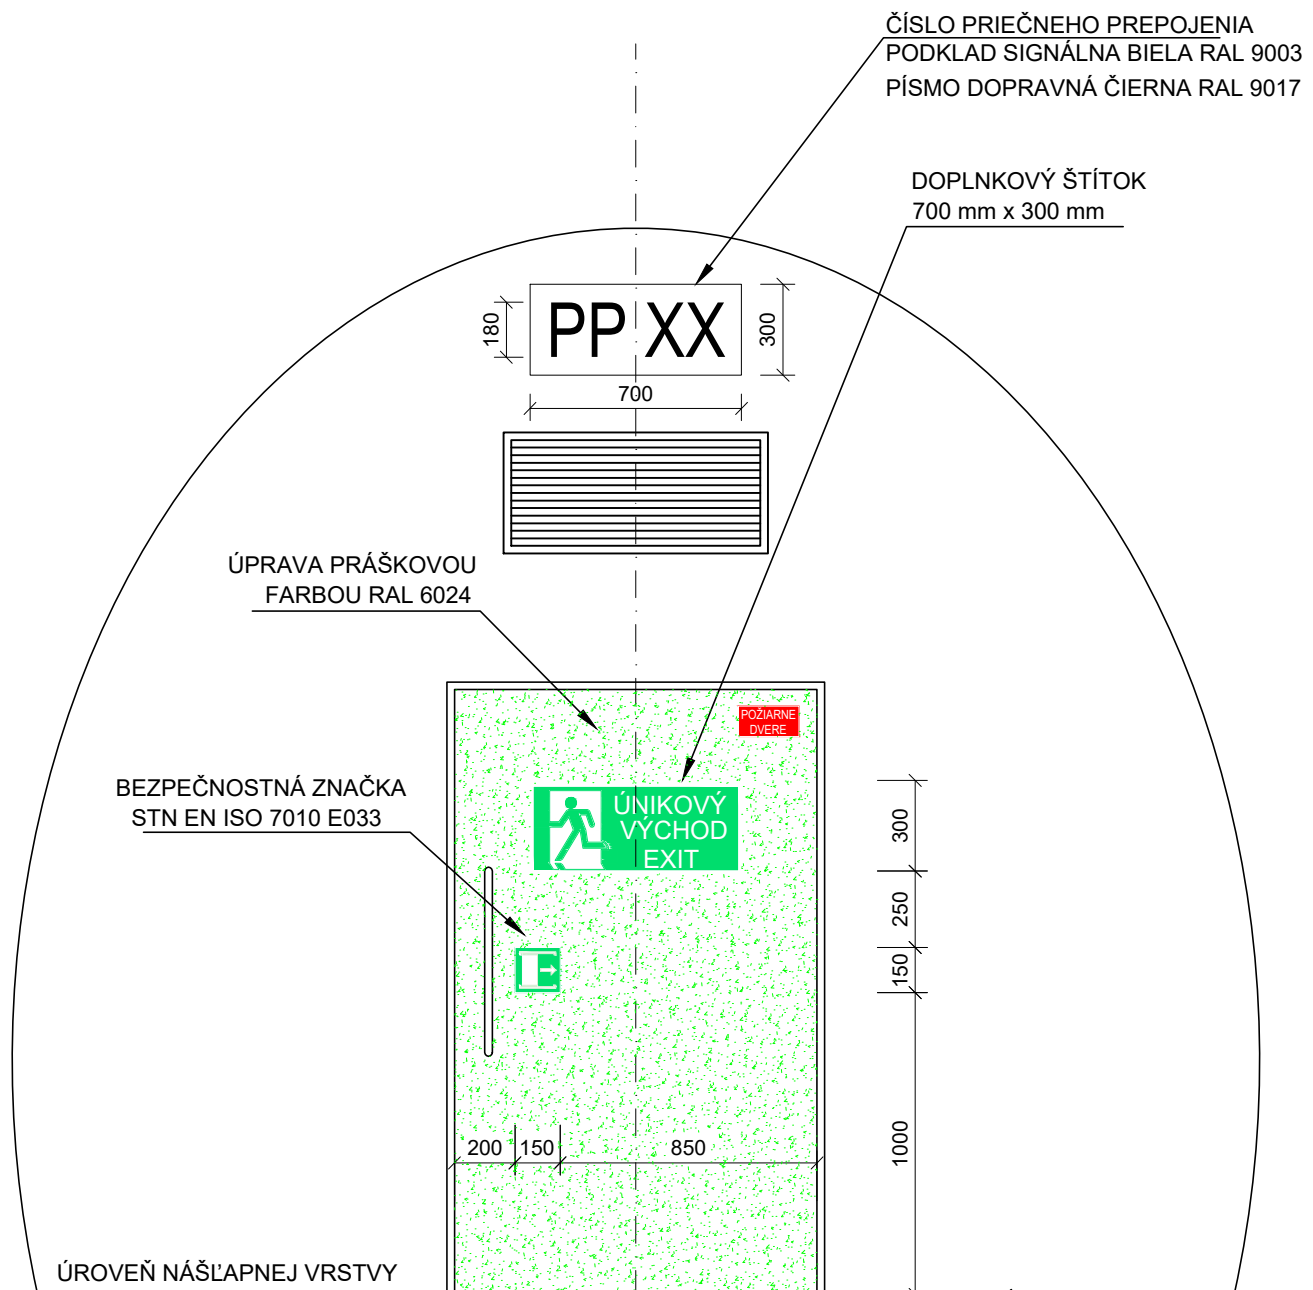 ČÍSLO PRIEČNEHO PREPOJENIA
PODKLAD SIGNÁLNA BIELA RAL 9003
PÍSMO DOPRAVNÁ ČIERNA RAL 9017
DOPLNKOVÝ ŠTÍTOK
700 mm x 300 mm
180
PP XX
300
700
ÚPRAVA PRÁŠKOVOU
FARBOU RAL 6024
POŽIARNE
DVERE
BEZPEČNOSTNÁ ZNAČKA
STN EN ISO 7010 E033
ÚNIKOVÝ
VÝCHOD
EXIT
300
250
150
1000
200
150
850
ÚROVEŇ NÁŠĽAPNEJ VRSTVY